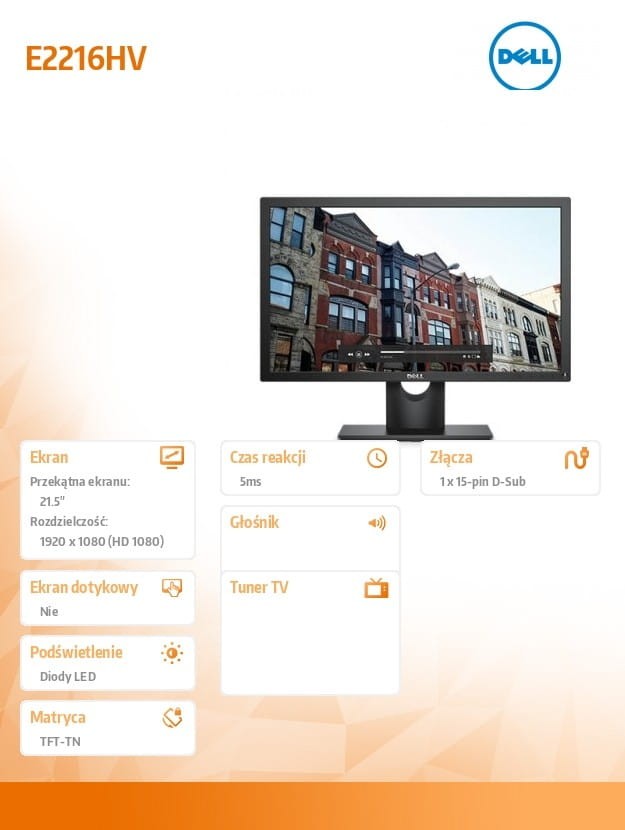 E2216HV
DELL
DELL
Ekran
Przekątna ekranu:
21.5"
Rozdzielczość:
1920 x 1080 (HD 1080)
Ekran dotykowy
Nie
Podświetlenie
Diody LED
Matryca
TFT-TN
Czas reakcji
5ms
Głośnik
Tuner TV
Złącza
1 x 15-pin D-Sub